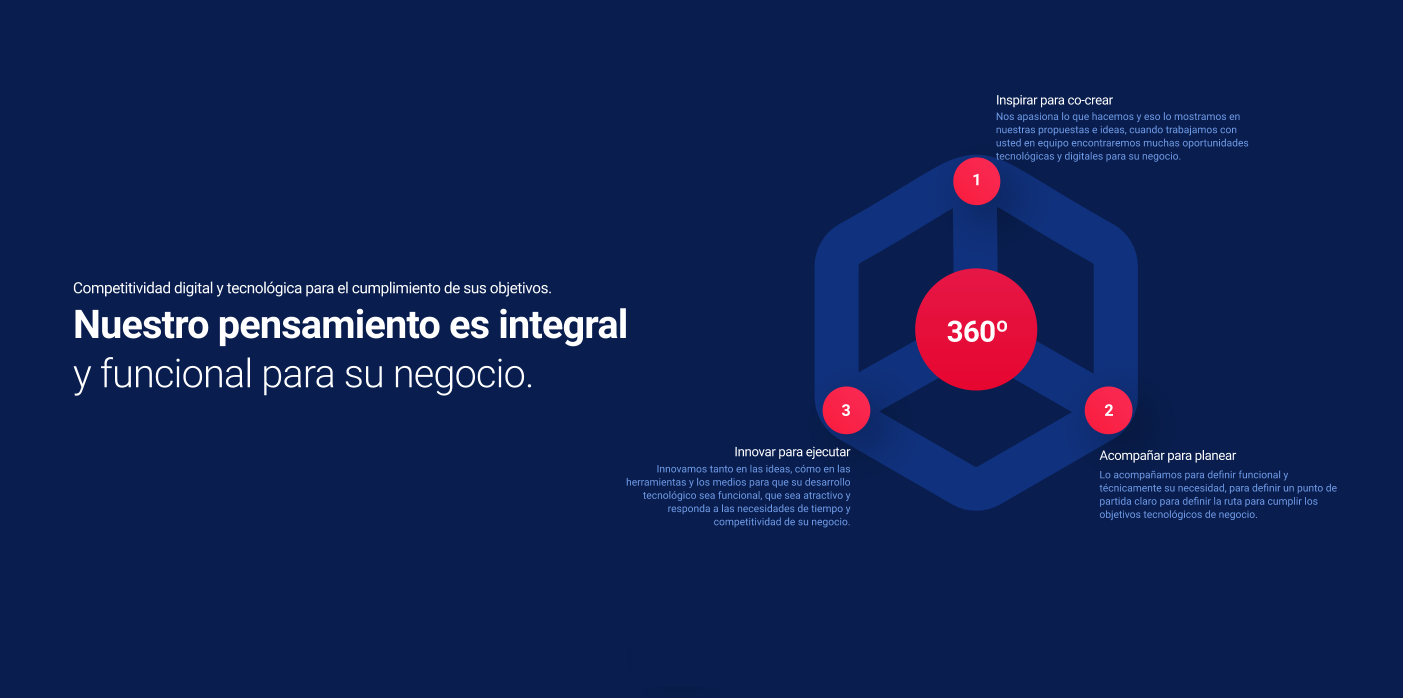 Competitividad digital y tecnológica para el cumplimiento de sus objetivos.
Nuestro pensamiento es integral
y funcional para su negocio.
Inspirar para co-crear
Nos apasiona lo que hacemos y eso lo mostramos en
nuestras propuestas e ideas, cuando trabajamos con
usted en equipo encontraremos muchas oportunidades
tecnológicas y digitales para su negocio.
1
360º
3
2
Innovar para ejecutar
Innovamos tanto en las ideas, cómo en las
herramientas y los medios para que su desarrollo
tecnológico sea funcional, que sea atractivo y
responda a las necesidades de tiempo y
competitividad de su negocio.
Acompañar para planear
Lo acompañamos para definir funcional y
técnicamente su necesidad, para definir un punto de
partida claro para definir la ruta para cumplir los
objetivos tecnológicos de negocio.